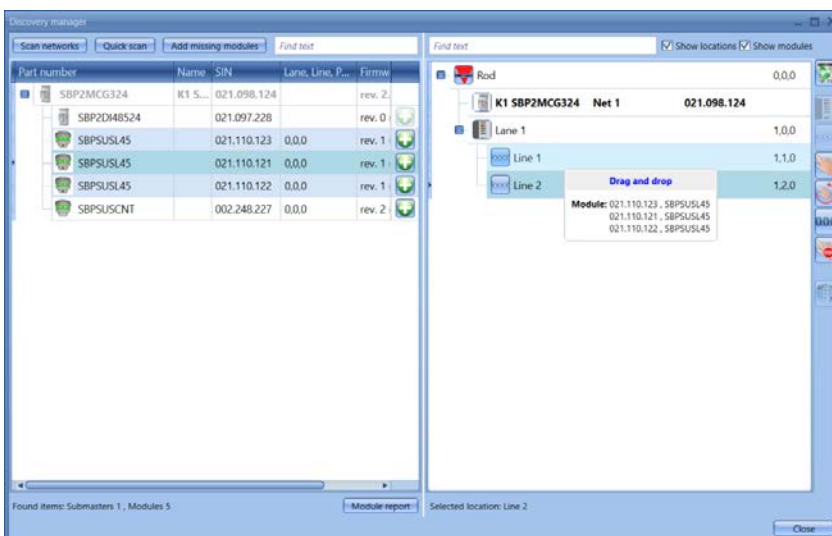 Discovery manager
Scan networks Quick scan Add missing modules Find text
Part number Name SIN Lane, Line, P... Firmw
SBP2MCG324 K1 S... 021.098.124 rev. 2.
SBP2DI48524 021.097.228 rev. 0
SBPSUSL45 021.110.123 0,0,0 rev. 1
SBPSUSL45 021.110.121 0,0,0 rev. 1
SBPSUSL45 021.110.122 0,0,0 rev. 1
SBPSUSCNT 002.248.227 0,0,0 rev. 2
Found items: Submasters 1 , Modules 5 Module report
Find text Show locations Show modules
Rod 0,0,0
K1 SBP2MCG324 Net 1 021.098.124
Lane 1 1,0,0
Line 1 1,1,0
Line 2 1,2,0
Drag and drop
Module: 021.110.123 , SBPSUSL45
021.110.121 , SBPSUSL45
021.110.122 , SBPSUSL45
Selected location: Line 2
Close